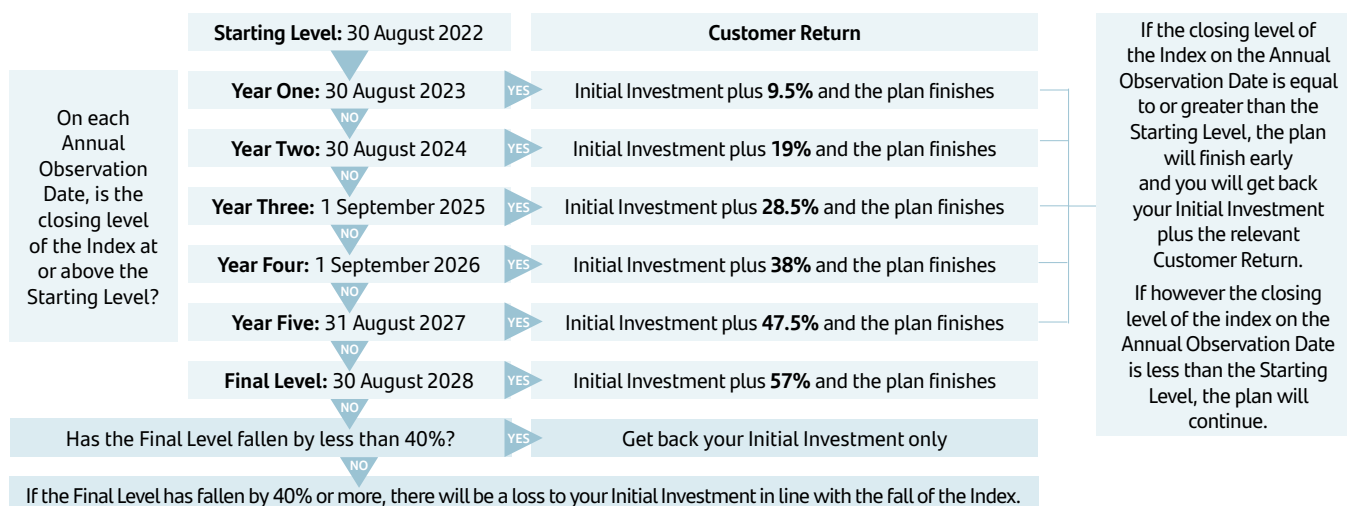 Starting Level: 30 August 2022
Customer Return
On each
Annual
Observation
Date, is the
closing level
of the Index at
or above the
Starting Level?
Year One: 30 August 2023
YES
Initial Investment plus 9.5% and the plan finishes
NO
Year Two: 30 August 2024
YES
Initial Investment plus 19% and the plan finishes
NO
Year Three: 1 September 2025
YES
Initial Investment plus 28.5% and the plan finishes
NO
Year Four: 1 September 2026
YES
Initial Investment plus 38% and the plan finishes
NO
Year Five: 31 August 2027
YES
Initial Investment plus 47.5% and the plan finishes
NO
Final Level: 30 August 2028
YES
Initial Investment plus 57% and the plan finishes
NO
Has the Final Level fallen by less than 40%?
YES
Get back your Initial Investment only
NO
If the Final Level has fallen by 40% or more, there will be a loss to your Initial Investment in line with the fall of the Index.
If the closing level of
the Index on the Annual
Observation Date is equal
to or greater than the
Starting Level, the plan
will finish early
and you will get back
your Initial Investment
plus the relevant
Customer Return.
If however the closing
level of the index on the
Annual Observation Date
is less than the Starting
Level, the plan will
continue.